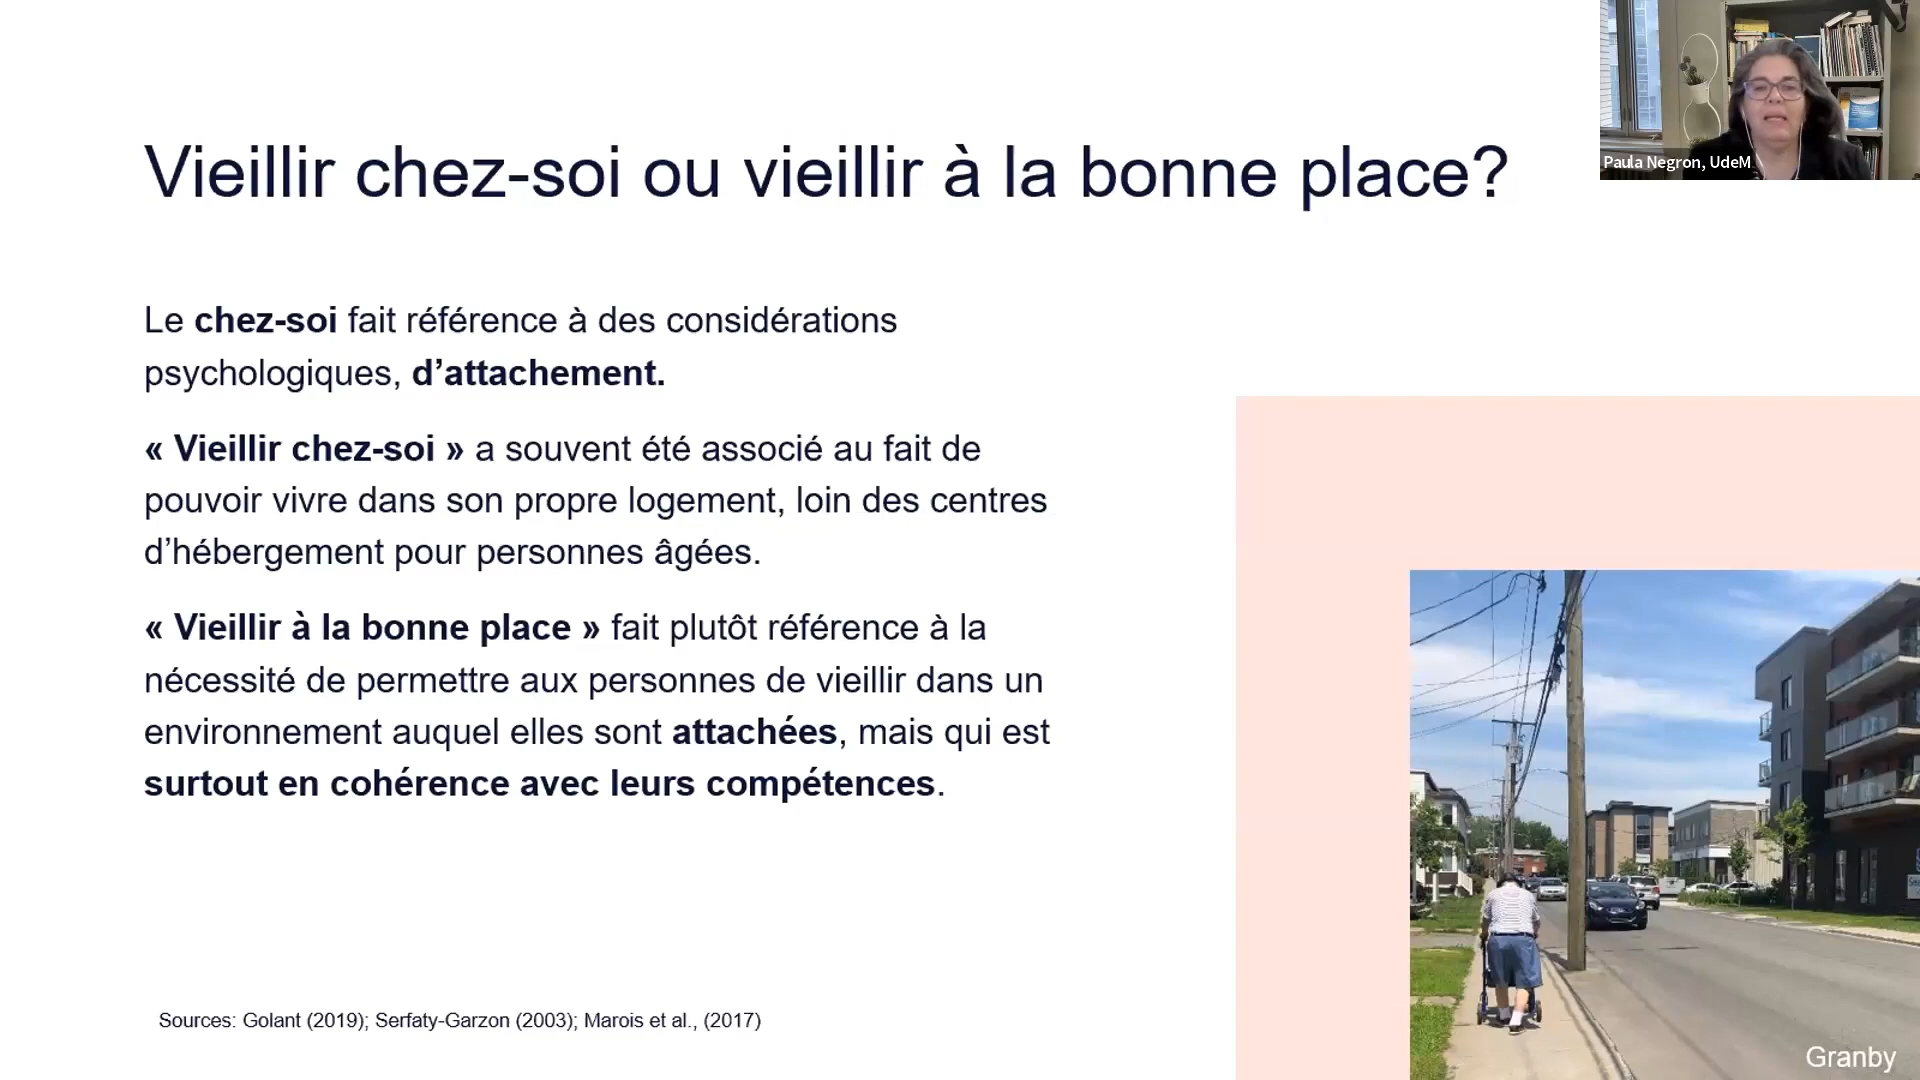 Paula Negron, UdeM
Vieillir chez-soi ou vieillir à la bonne place?
Le chez-soi fait référence à des considérations
psychologiques, d’attachement.
« Vieillir chez-soi » a souvent été associé au fait de
pouvoir vivre dans son propre logement, loin des centres
d’hébergement pour personnes âgées.
« Vieillir à la bonne place » fait plutôt référence à la
nécessité de permettre aux personnes de vieillir dans un
environnement auquel elles sont attachées, mais qui est
surtout en cohérence avec leurs compétences.
Sources: Golant (2019); Serfaty-Garzon (2003); Marois et al., (2017)
Granby